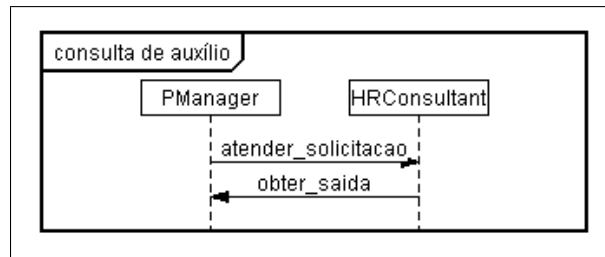 consulta de auxílio
PManager HRConsultant
atender_solicitacao
obter_saida